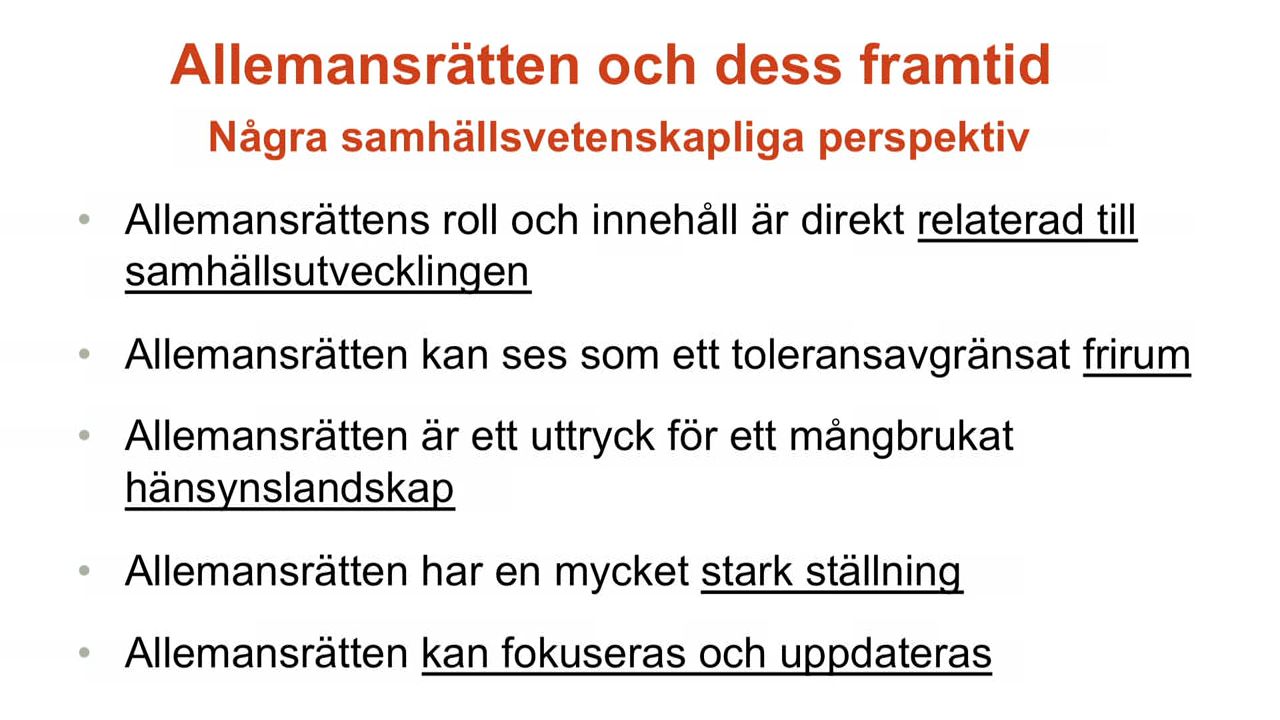 Allemansrätten och dess framtid
Några samhällsvetenskapliga perspektiv
• Allemansrättens roll och innehåll är direkt relaterad till
samhällsutvecklingen
• Allemansrätten kan ses som ett toleransavgränsat frirum
• Allemansrätten är ett uttryck för ett mångbrukat
hänsynslandskap
• Allemansrätten har en mycket stark ställning
• Allemansrätten kan fokuseras och uppdateras